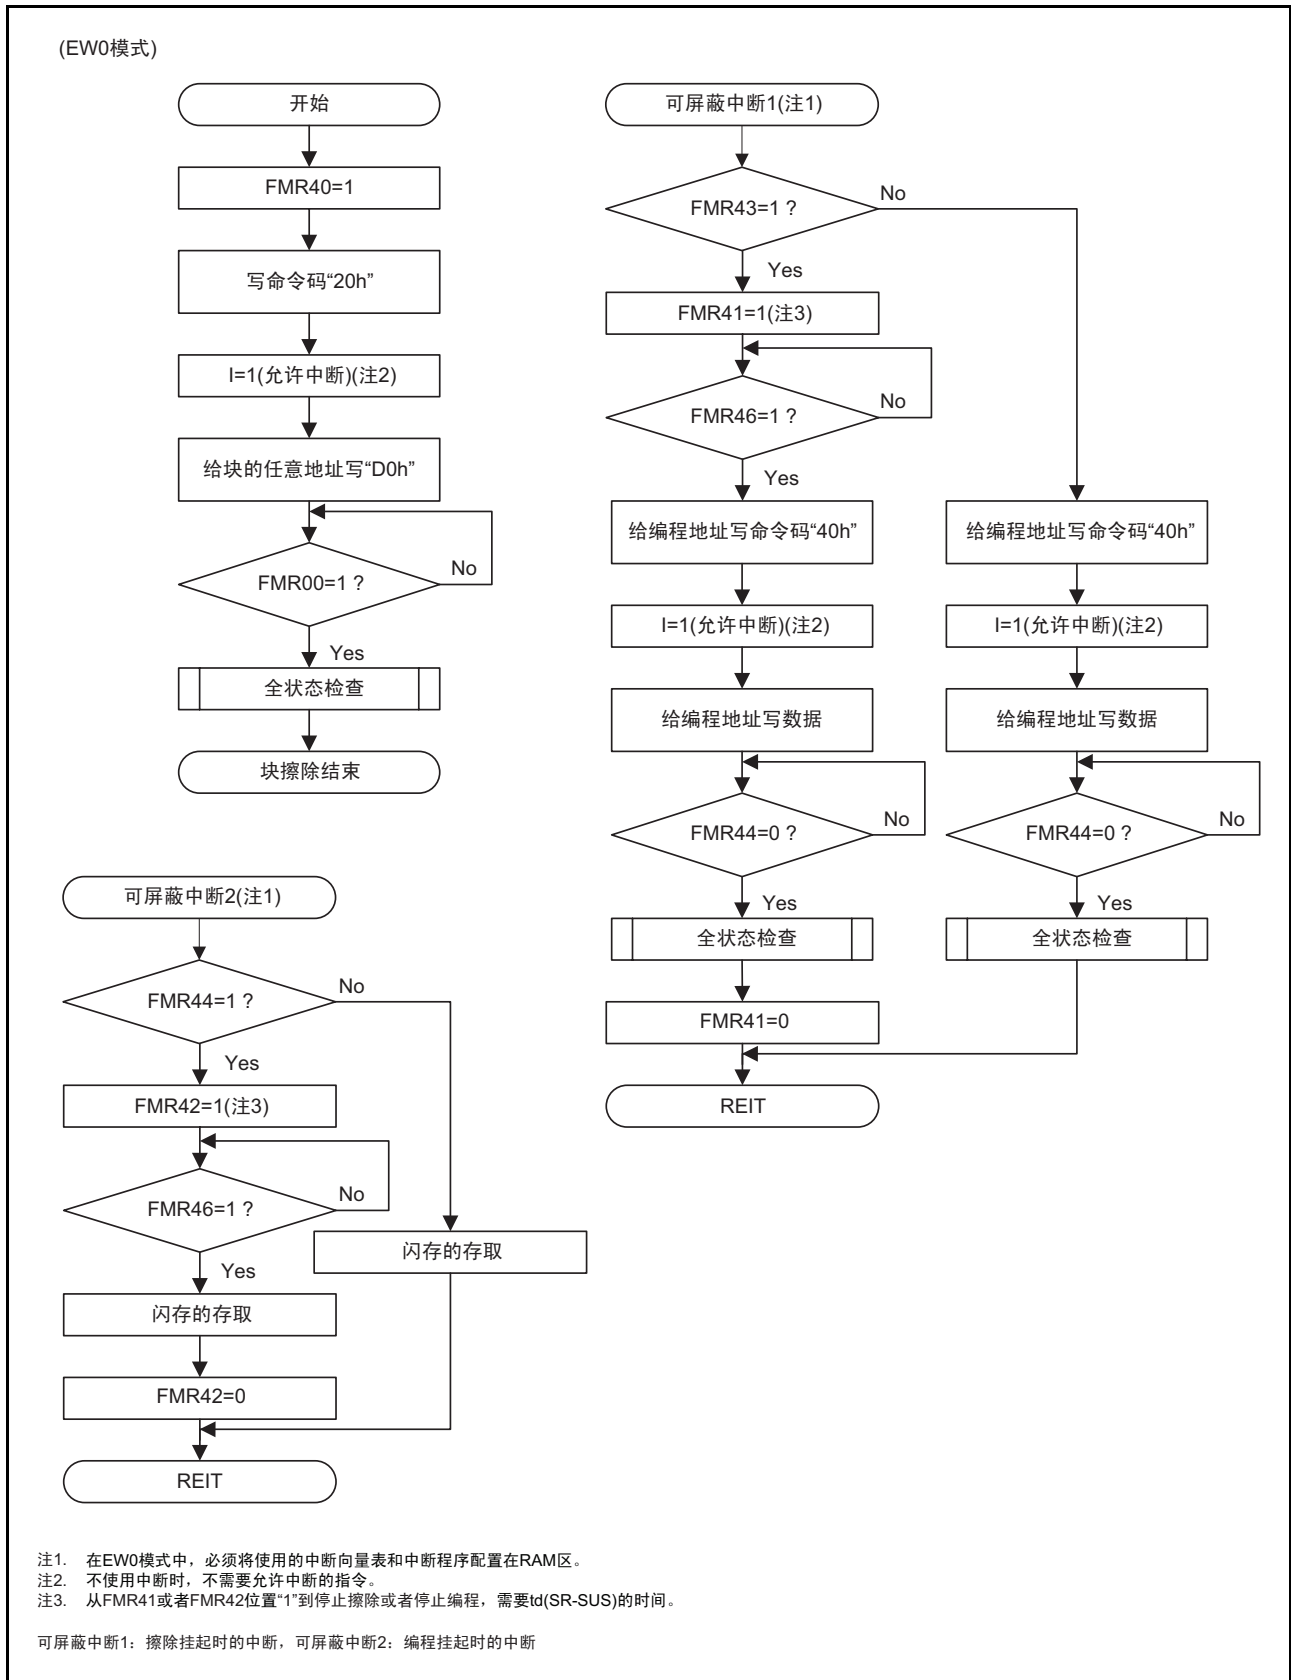 (EW0模式)
开始
FMR40=1
写命令码“20h”
I=1(允许中断)(注2)
给块的任意地址写“D0h”
FMR00=1 ?
No
Yes
全状态检查
块擦除结束
可屏蔽中断1(注1)
FMR43=1 ?
No
Yes
FMR41=1(注3)
FMR46=1 ?
No
Yes
给编程地址写命令码“40h”
I=1(允许中断)(注2)
给编程地址写数据
FMR44=0 ?
No
Yes
全状态检查
FMR41=0
REIT
给编程地址写命令码“40h”
I=1(允许中断)(注2)
给编程地址写数据
FMR44=0 ?
No
Yes
全状态检查
可屏蔽中断2(注1)
FMR44=1 ?
No
Yes
FMR42=1(注3)
FMR46=1 ?
No
Yes
闪存的存取
FMR42=0
REIT
闪存的存取
注1. 在EW0模式中，必须将使用的中断向量表和中断程序配置在RAM区。
注2. 不使用中断时，不需要允许中断的指令。
注3. 从FMR41或者FMR42位置“1”到停止擦除或者停止编程，需要td(SR-SUS)的时间。
可屏蔽中断1：擦除挂起时的中断，可屏蔽中断2：编程挂起时的中断